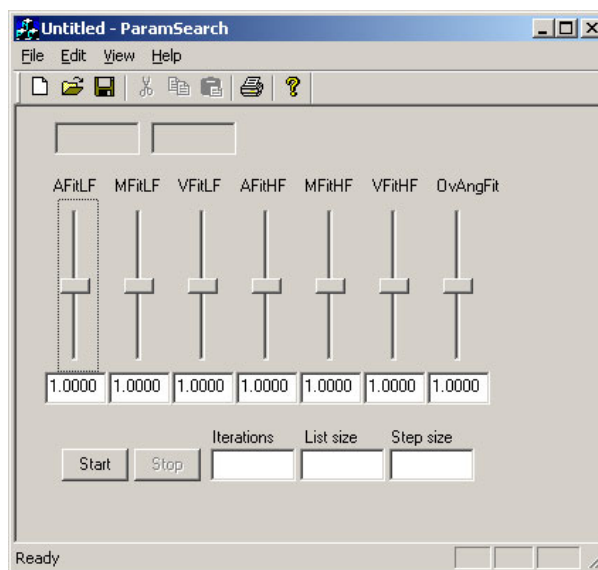 Untitled - ParamSearch
File Edit View Help
AFitLF MFitLF VFitLF AFitHF MFitHF VFitHF OvAngFit
1.0000 1.0000 1.0000 1.0000 1.0000 1.0000 1.0000
Iterations List size Step size
Start Stop
Ready